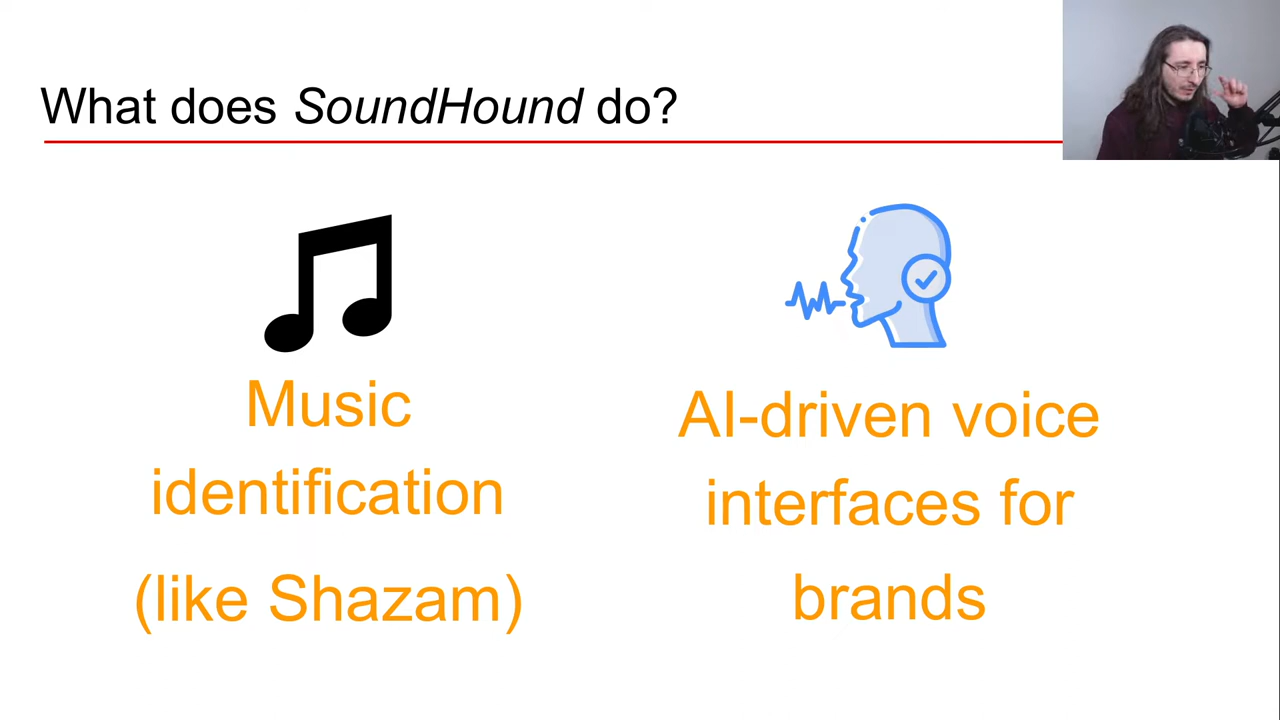 What does SoundHound do?
Music
identification
(like Shazam)
AI-driven voice
interfaces for
brands